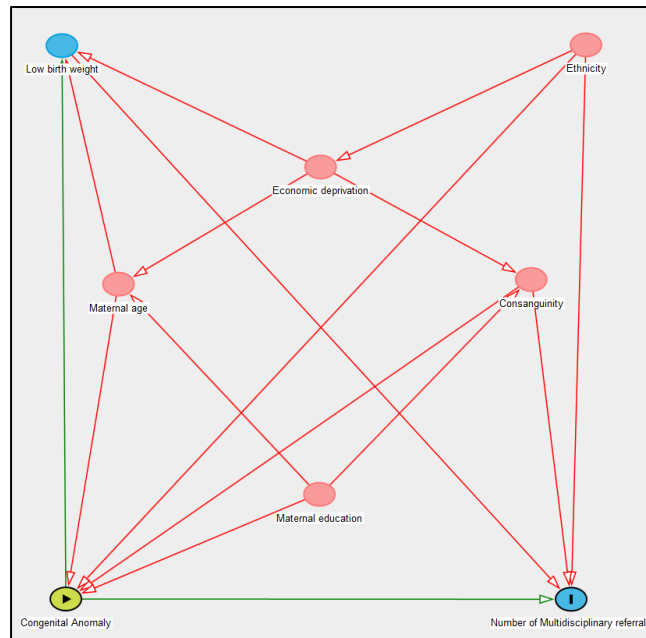 Low birth weight
Ethnicity
Economic deprivation
Maternal age
Consanguinity
Maternal education
Congenital Anomaly
Number of Multidisciplinary referral